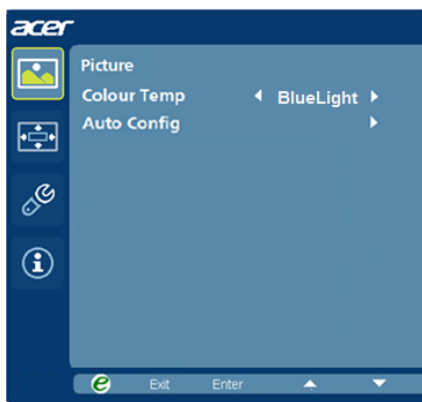 acer
Picture
Colour Temp BlueLight
Auto Config
e Exit Enter